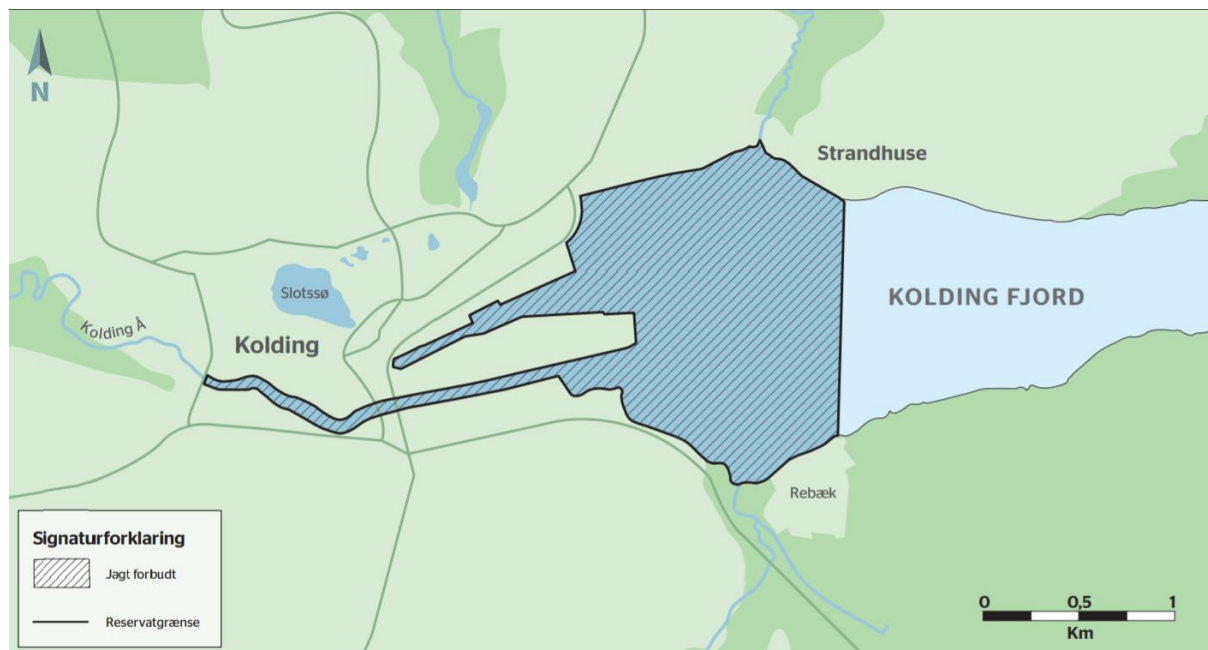 N
Strandhuse
Slotssø
KOLDING FJORD
Kolding Å
Kolding
Rebæk
Signaturforklaring
Jagt forbudt
Reservatgrænse
0 0,5 1
Km